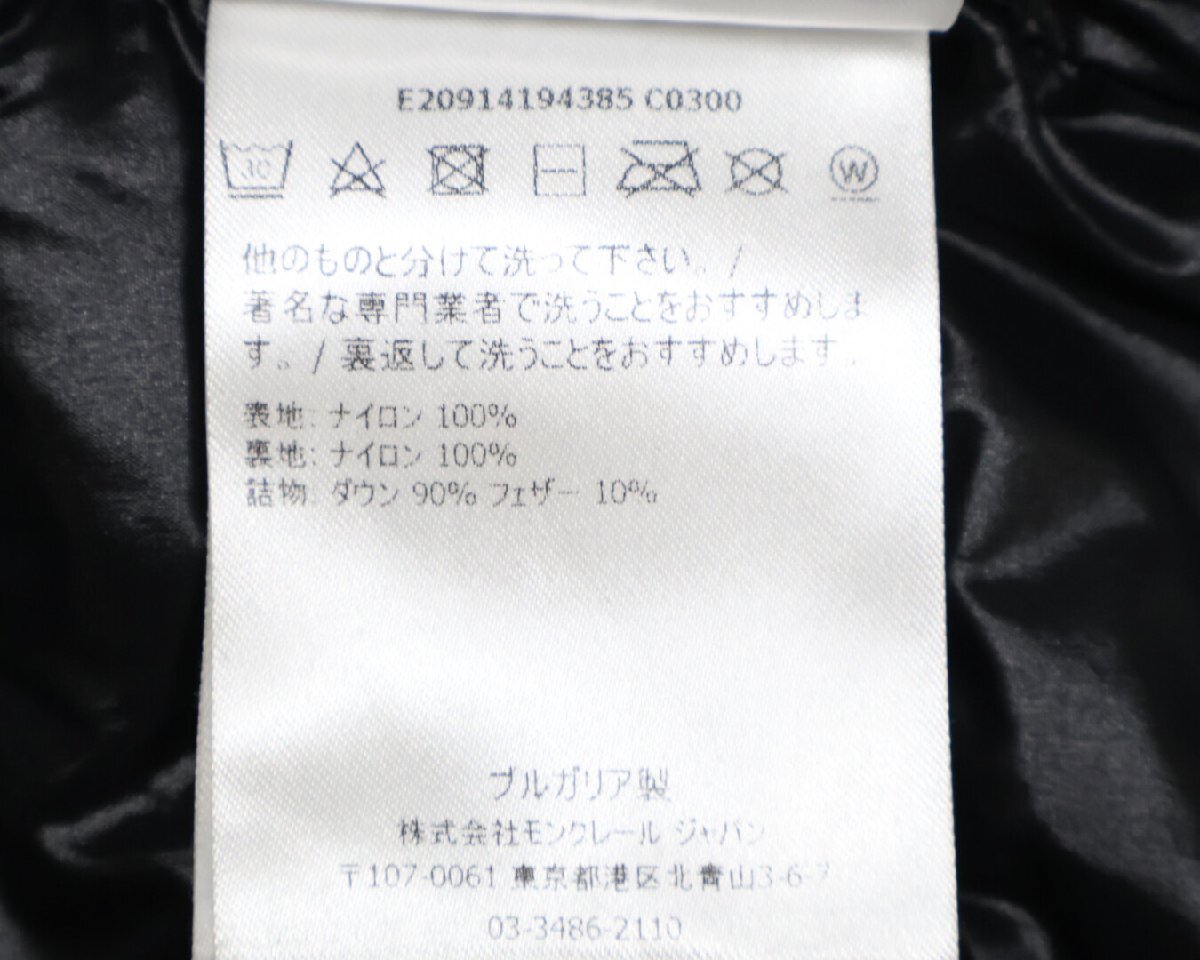 E20914194385 C0300
W
他のものと分けて洗って下さい。/
著名な専門業者で洗うことをおすすめしま
す。/ 裏返して洗うことをおすすめします。
表地: ナイロン 100%
裏地: ナイロン 100%
詰物: ダウン 90% フェザー 10%
ブルガリア製
株式会社モンクレール ジャパン
〒107-0061 東京都港区北青山3-6-7
03-3486-2110